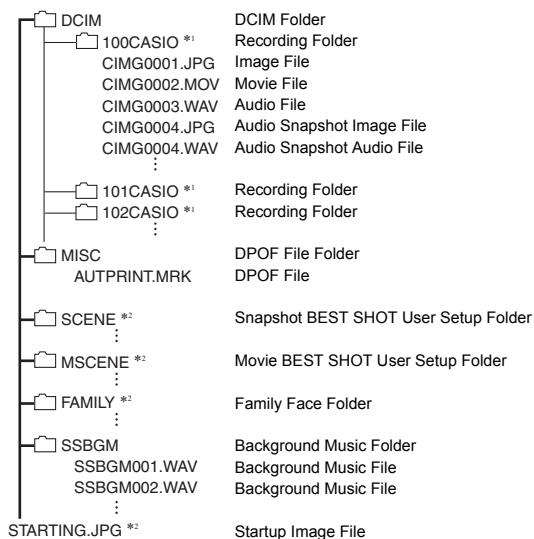 DCIM DCIM Folder
100CASIO *1 Recording Folder
CIMG0001.JPG Image File
CIMG0002.MOV Movie File
CIMG0003.WAV Audio File
CIMG0004.JPG Audio Snapshot Image File
CIMG0004.WAV Audio Snapshot Audio File
101CASIO *1 Recording Folder
102CASIO *1 Recording Folder
MISC DPOF File Folder
AUTPRINT.MRK DPOF File
SCENE *2 Snapshot BEST SHOT User Setup Folder
MSCENE *2 Movie BEST SHOT User Setup Folder
FAMILY *2 Family Face Folder
SSBGM Background Music Folder
SSBGM001.WAV Background Music File
SSBGM002.WAV Background Music File
STARTING.JPG *2 Startup Image File